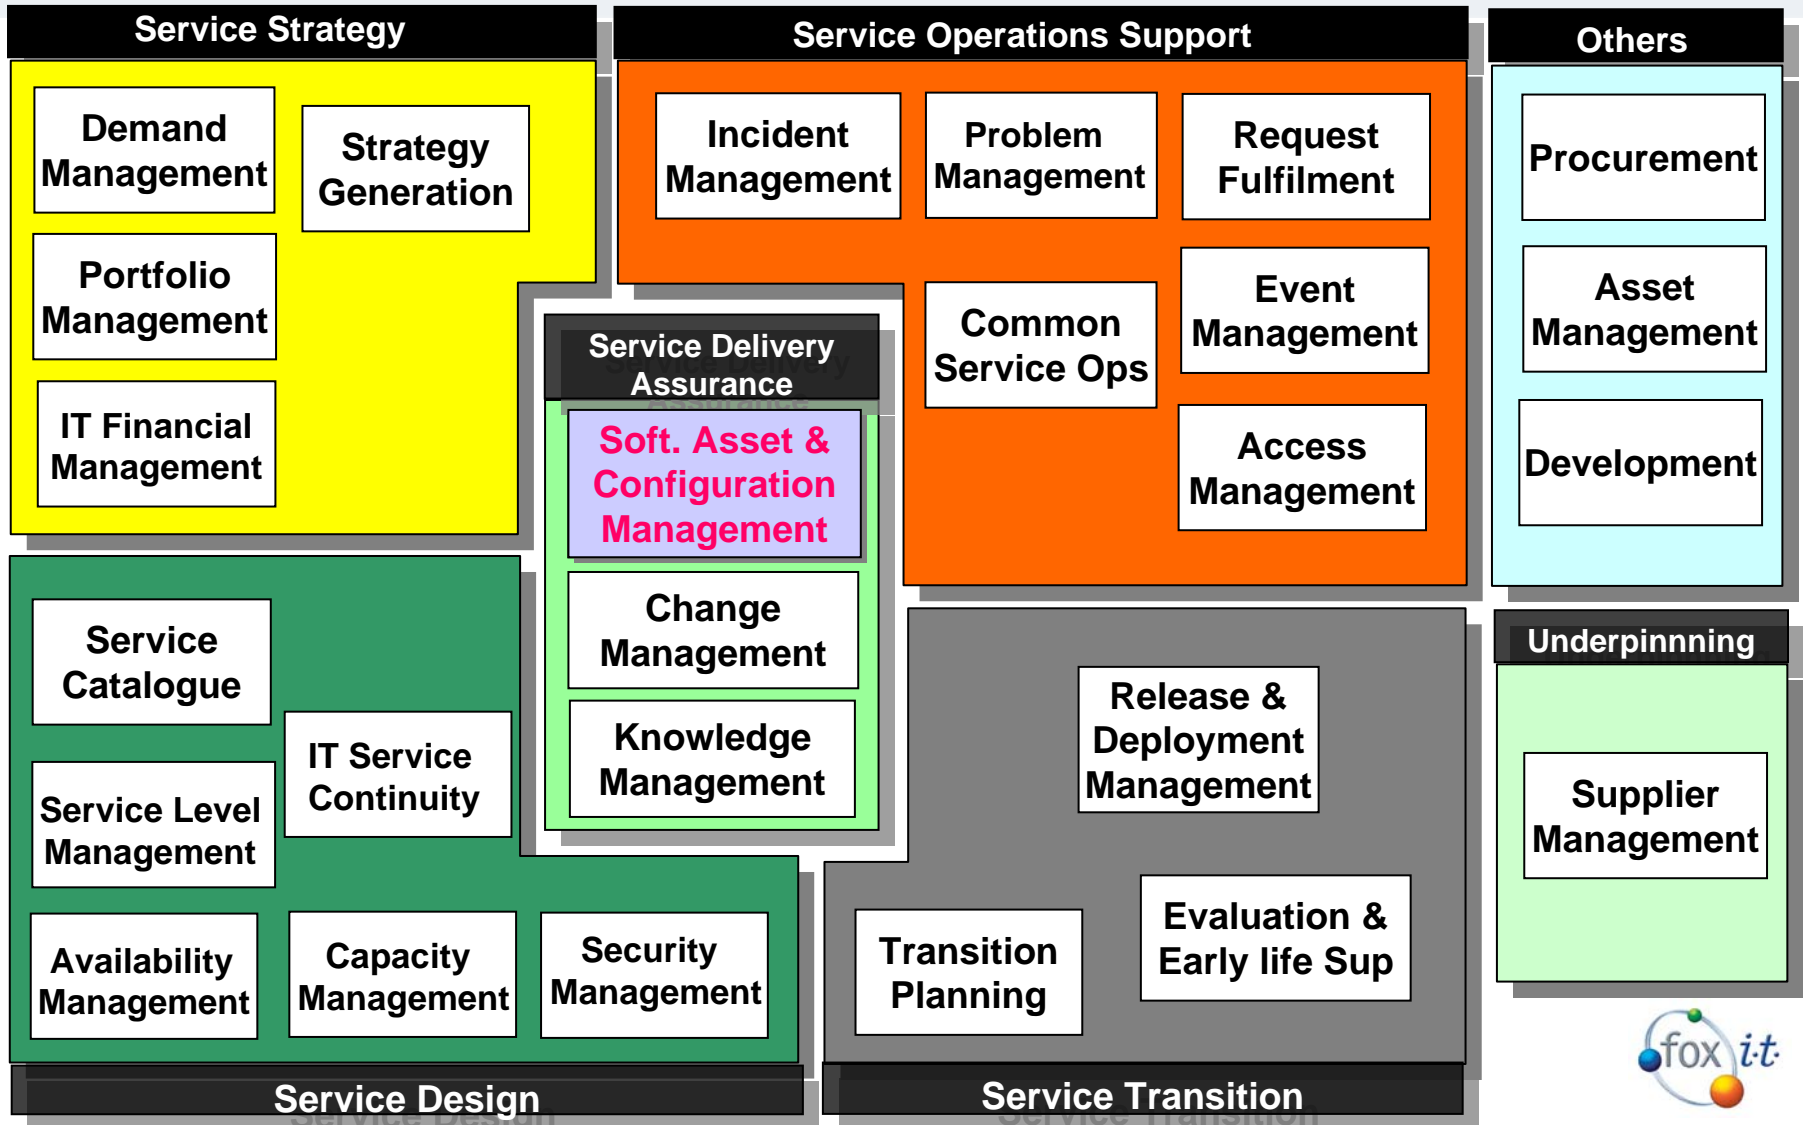 Service Strategy
Demand
Management
Strategy
Generation
Portfolio
Management
IT Financial
Management
Service Operations Support
Incident
Management
Problem
Management
Request
Fulfilment
Common
Service Ops
Event
Management
Access
Management
Others
Procurement
Asset
Management
Development
Service Delivery
Assurance
Soft. Asset &
Configuration
Management
Change
Management
Knowledge
Management
Service
Catalogue
IT Service
Continuity
Service Level
Management
Availability
Management
Capacity
Management
Security
Management
Service Design
Release &
Deployment
Management
Transition
Planning
Evaluation &
Early life Sup
Service Transition
Underpinnning
Supplier
Management
fox i·t·